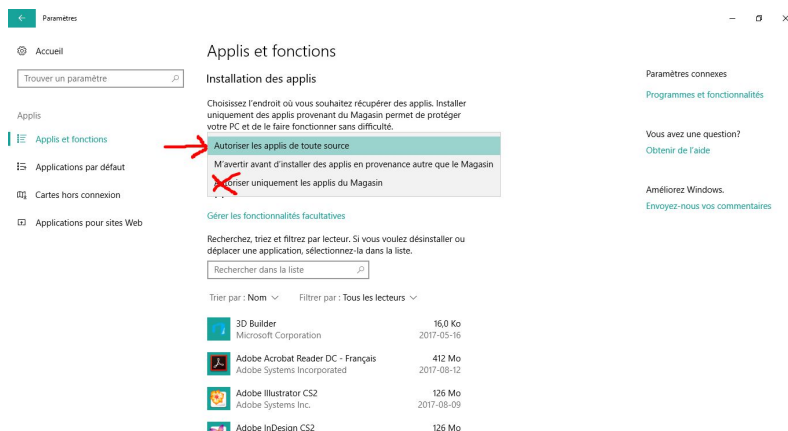 Paramètres
Accueil
Trouver un paramètre
Applis
Applis et fonctions
Applications par défaut
Cartes hors connexion
Applications pour sites Web
Applis et fonctions
Installation des applis
Choisissez l'endroit où vous souhaitez récupérer des applis. Installer
uniquement des applis provenant du Magasin permet de protéger
votre PC et de le faire fonctionner sans difficulté.
Autoriser les applis de toute source
M'avertir avant d'installer des applis en provenance autre que le Magasin
Autoriser uniquement les applis du Magasin
Gérer les fonctionnalités facultatives
Recherchez, triez et filtrez par lecteur. Si vous voulez désinstaller ou
déplacer une application, sélectionnez-la dans la liste.
Rechercher dans la liste
Trier par : Nom Filtrer par : Tous les lecteurs
3D Builder 16,0 Ko
Microsoft Corporation 2017-05-16
Adobe Acrobat Reader DC - Français 412 Mo
Adobe Systems Incorporated 2017-08-12
Adobe Illustrator CS2 126 Mo
Adobe Systems Inc. 2017-08-09
Adobe InDesign CS2 126 Mo
Paramètres connexes
Programmes et fonctionnalités
Vous avez une question?
Obtenir de l'aide
Améliorez Windows.
Envoyez-nous vos commentaires